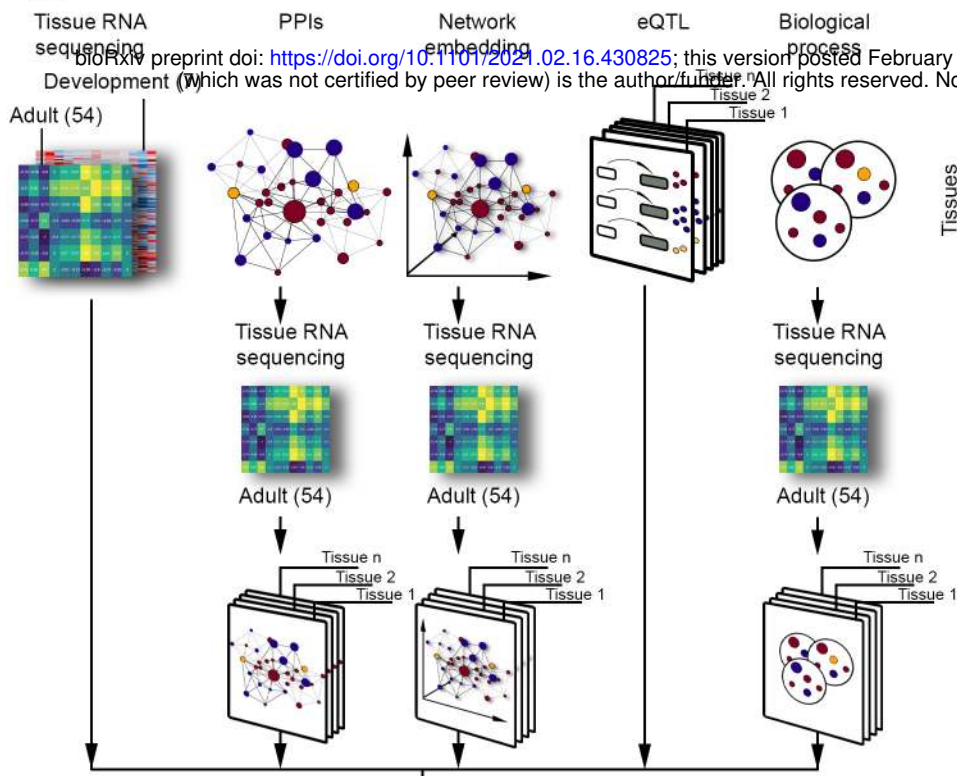 Tissue RNA
sequencing
PPIs
Network
embedding
eQTL
Biological
process
bioRxiv preprint doi: https://doi.org/10.1101/2021.02.16.430825; this version posted February
(which was not certified by peer review) is the author/funder. All rights reserved. No
Development (7)
Adult (54)
Tissue n
Tissue 2
Tissue 1
Tissues
Tissue RNA
sequencing
Tissue RNA
sequencing
Tissue RNA
sequencing
Adult (54)
Adult (54)
Adult (54)
Tissue n
Tissue 2
Tissue 1
Tissue n
Tissue 2
Tissue 1
Tissue n
Tissue 2
Tissue 1